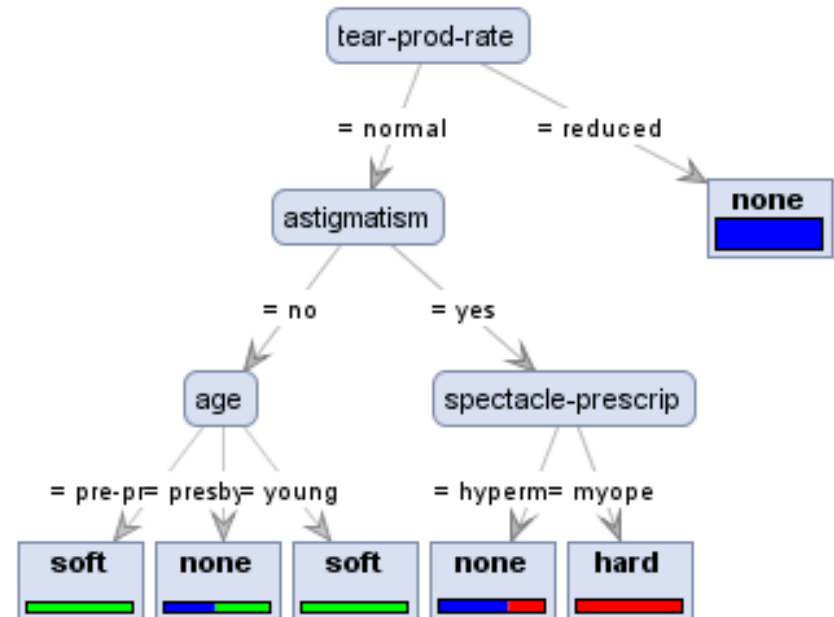 tear-prod-rate
= normal
= reduced
none
astigmatism
= no
= yes
age
spectacle-prescrip
= pre-pr= presby= young
= hyperm= myope
soft
none
soft
none
hard